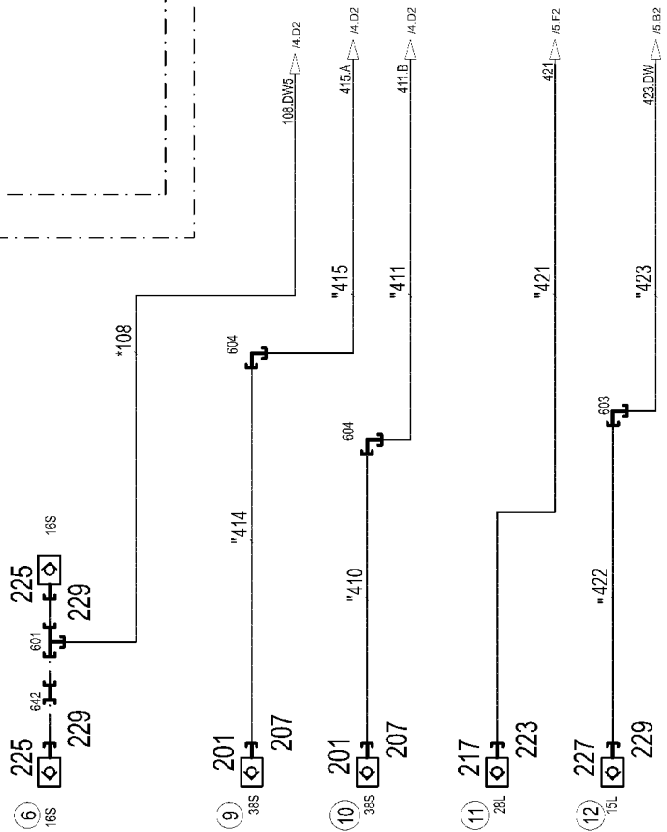 225
225
16S
642
601
6
16S
229
229
*108
108.DW5
/4.D2
604
201
"414
"415
415.A
/4.D2
9
38S
207
604
201
"410
"411
411.B
/4.D2
10
38S
207
217
"421
421
/5.F2
11
28L
223
227
"422
603
"423
423.DW
/5.B2
12
15L
229